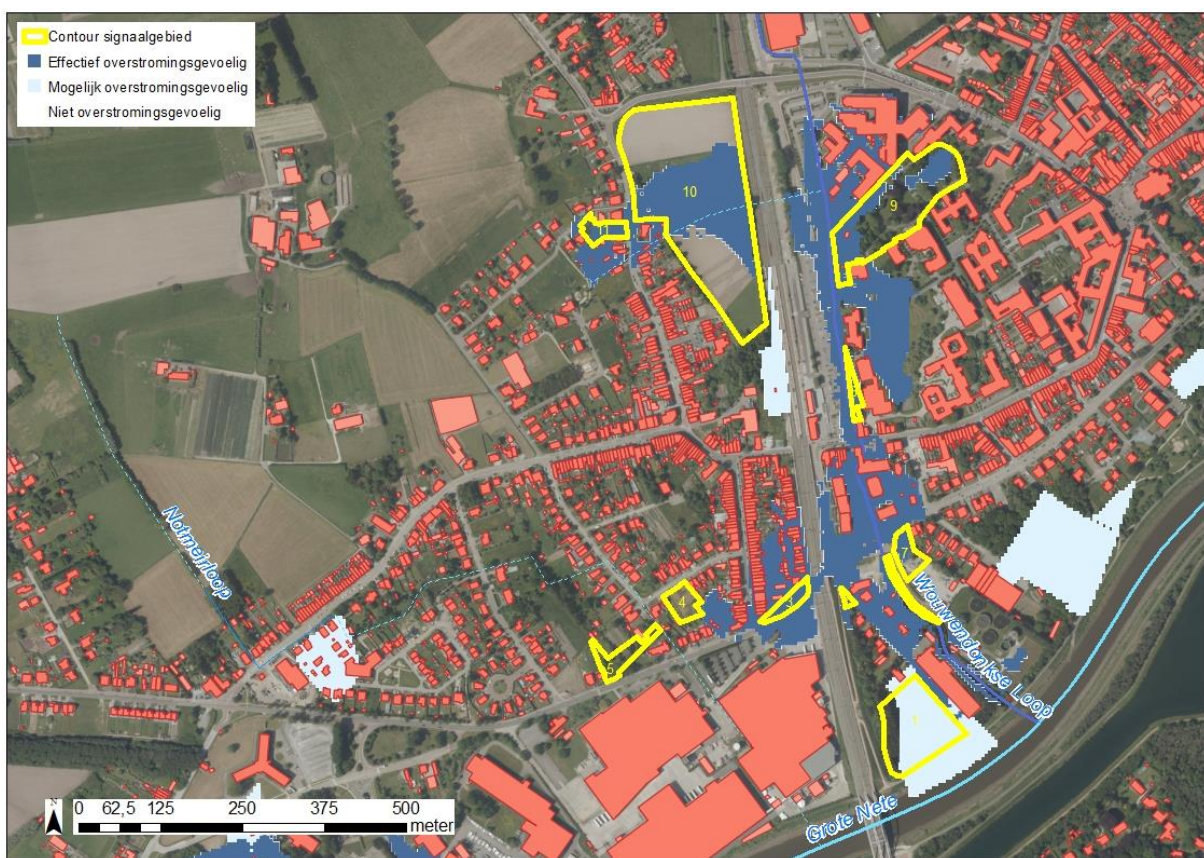 Contour signaalgebied
Effectief overstromingsgevoelig
Mogelijk overstromingsgevoelig
Niet overstromingsgevoelig
10
9
Notmeirloop
7
4
3
Wouwendonkse Loop
5
1
N
0 62,5 125 250 375 500
meter
Grote Nete